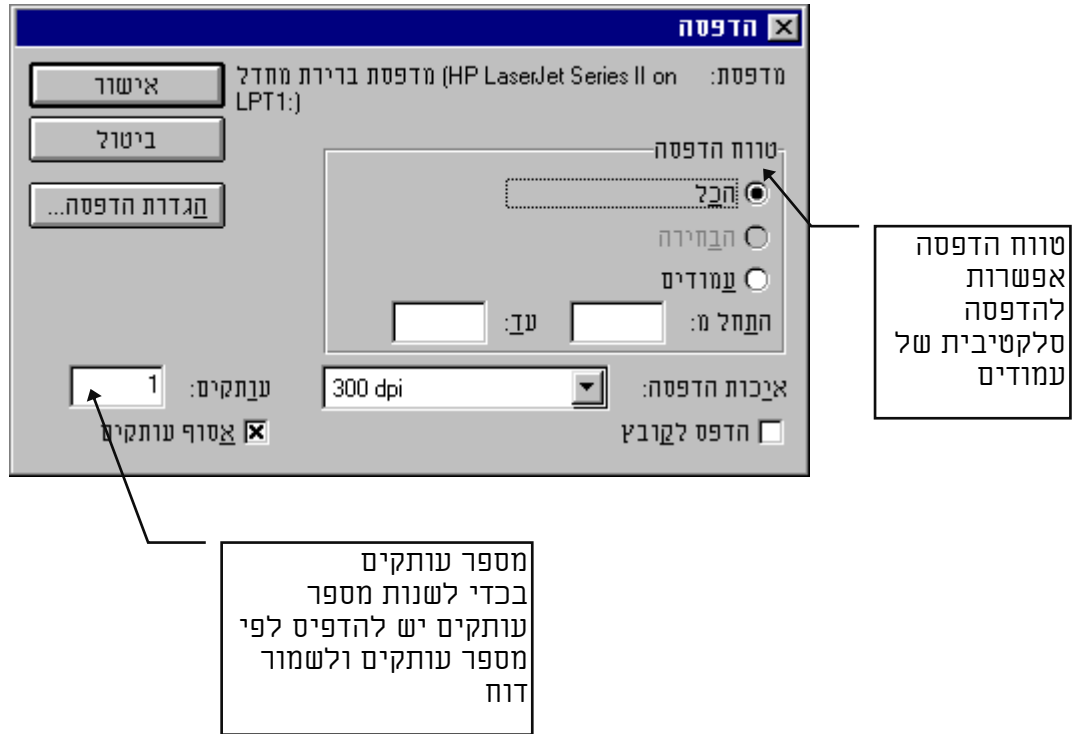 הדפסה
מדפסת: מדפסת ברירת מחדל (HP LaserJet Series II on
LPT1:)
אישור
ביטול
הגדרת הדפסה...
טווח הדפסה
הכל
הבחירה
עמודים
התחל מ: עד:
איכות הדפסה: 300 dpi
עותקים: 1
הדפס לקובץ
אסוף עותקים
טווח הדפסה
אפשרות
להדפסה
סלקטיבית של
עמודים
מספר עותקים
בכדי לשנות מספר
עותקים יש להדפיס לפי
מספר עותקים ולשמור
דוח